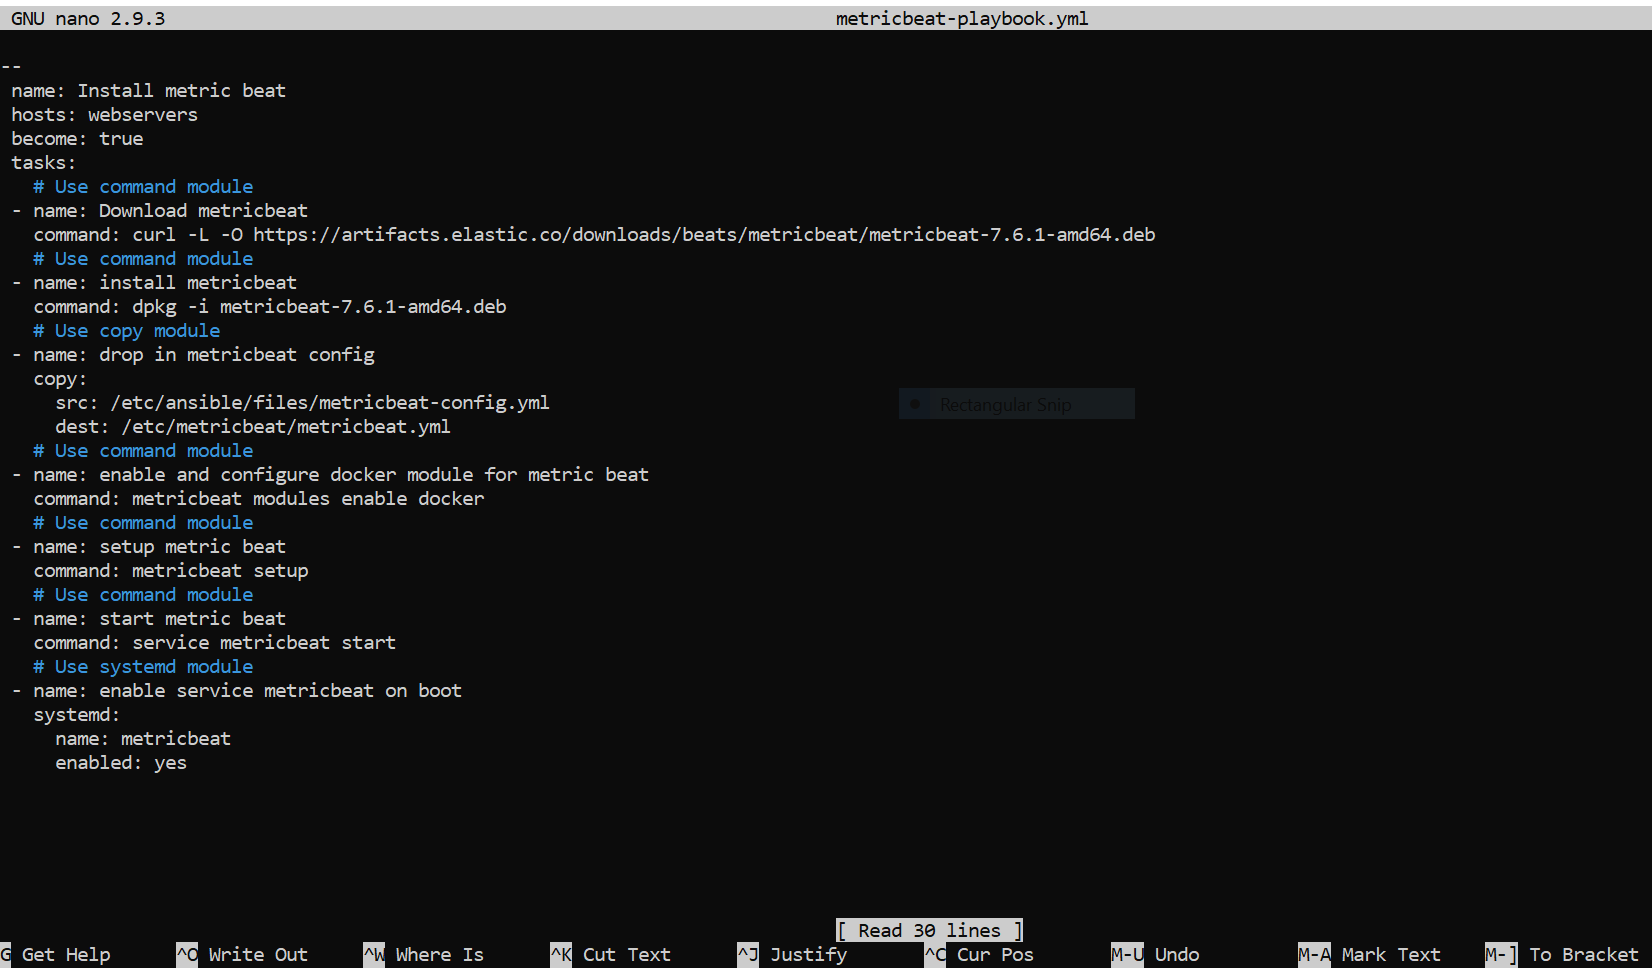 GNU nano 2.9.3 metricbeat-playbook.yml
--
name: Install metric beat
hosts: webservers
become: true
tasks:
# Use command module
- name: Download metricbeat
command: curl -L -O https://artifacts.elastic.co/downloads/beats/metricbeat/metricbeat-7.6.1-amd64.deb
# Use command module
- name: install metricbeat
command: dpkg -i metricbeat-7.6.1-amd64.deb
# Use copy module
- name: drop in metricbeat config
copy:
src: /etc/ansible/files/metricbeat-config.yml
Rectangular Snip
dest: /etc/metricbeat/metricbeat.yml
# Use command module
- name: enable and configure docker module for metric beat
command: metricbeat modules enable docker
# Use command module
- name: setup metric beat
command: metricbeat setup
# Use command module
- name: start metric beat
command: service metricbeat start
# Use systemd module
- name: enable service metricbeat on boot
systemd:
name: metricbeat
enabled: yes
[ Read 30 lines ]
G Get Help ^O Write Out ^W Where Is ^K Cut Text ^J Justify ^C Cur Pos M-U Undo M-A Mark Text M-] To Bracket